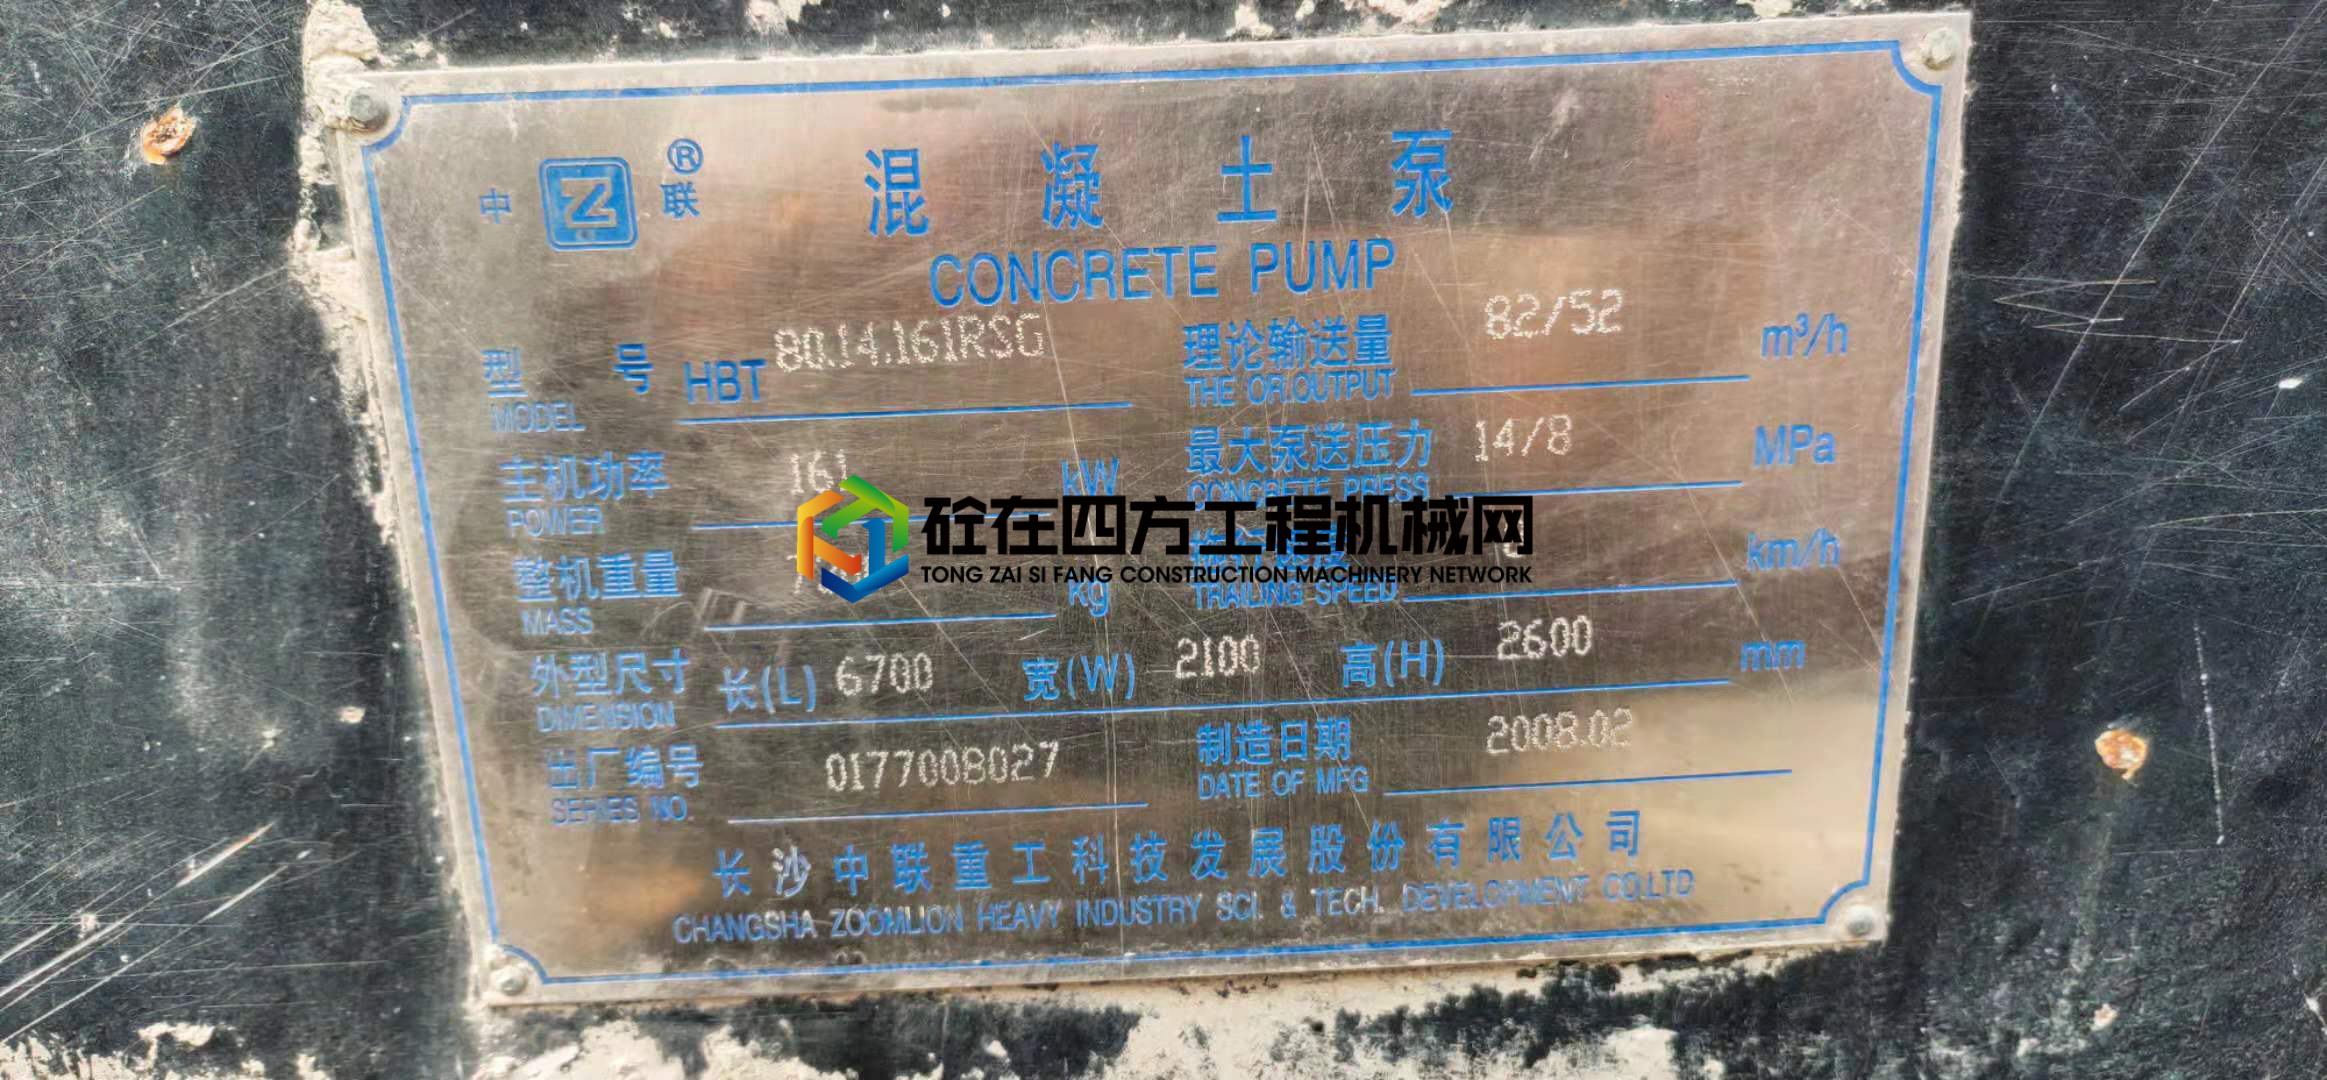 中 Z 联 ®
混凝土泵
CONCRETE PUMP
型号 HBT 80.14.161RSG 理论输送量 82/52 m³/h
MODEL THE OR.OUTPUT
主机功率 161 kW 最大泵送压力 14/8 MPa
POWER CONCRETE PRESS
砼在四方工程机械网
TONG ZAI SI FANG CONSTRUCTION MACHINERY NETWORK
整机重量 kg km/h
MASS TRAILING SPEED
外型尺寸 长(L) 6700 宽(W) 2100 高(H) 2600 mm
DIMENSION
出厂编号 0177008027 制造日期 2008.02
SERIES NO. DATE OF MFG
长沙中联重工科技发展股份有限公司
CHANGSHA ZOOMLION HEAVY INDUSTRY SCI. & TECH. DEVELOPMENT CO.LTD